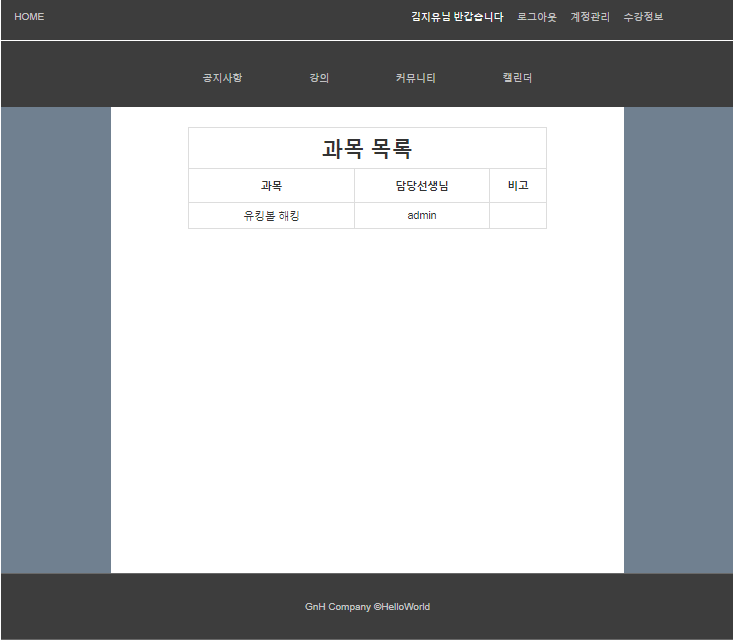 HOME 김지유님 반갑습니다 로그아웃 계정관리 수강정보
공지사항 강의 커뮤니티 캘린더
과목 목록
과목 담당선생님 비고
유킹볼 해킹 admin
GnH Company ©HelloWorld